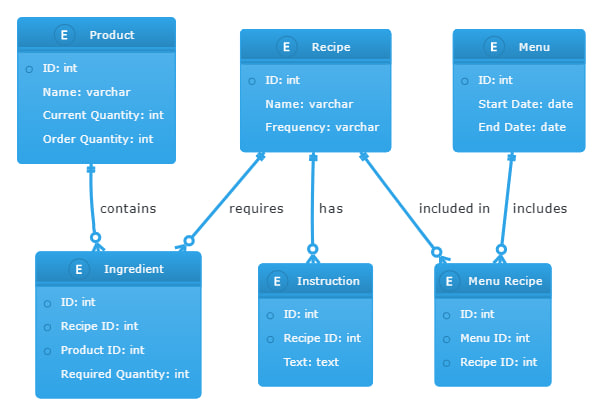 E Product
ID: int
Name: varchar
Current Quantity: int
Order Quantity: int
E Recipe
ID: int
Name: varchar
Frequency: varchar
E Menu
ID: int
Start Date: date
End Date: date
contains
requires
has
included in
includes
E Ingredient
ID: int
Recipe ID: int
Product ID: int
Required Quantity: int
E Instruction
ID: int
Recipe ID: int
Text: text
E Menu Recipe
ID: int
Menu ID: int
Recipe ID: int